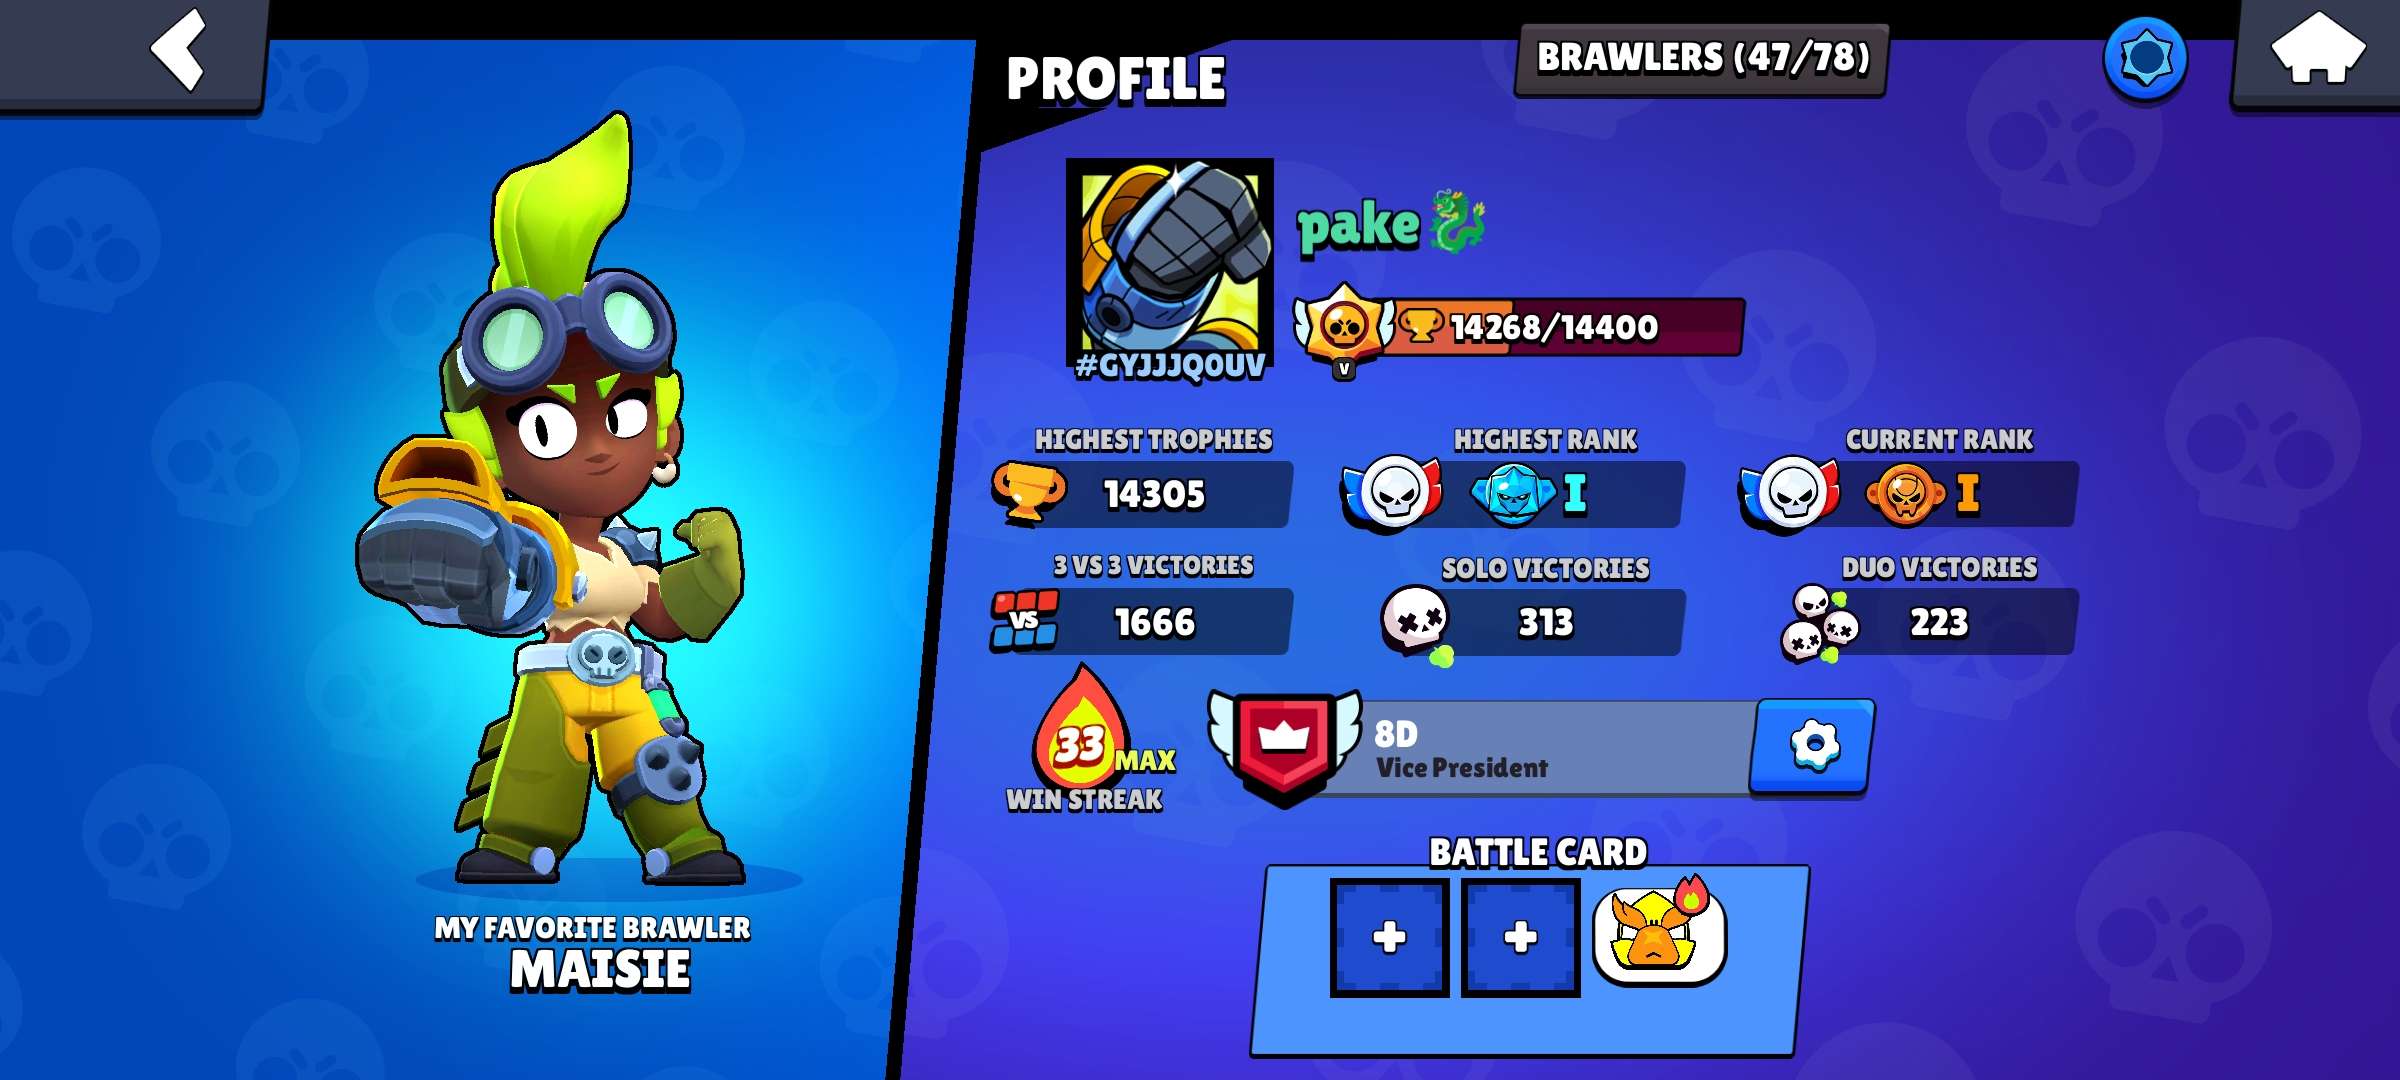 PROFILE
BRAWLERS (47/78)
pake🐉
#GYJJJQ0UV
14268/14400
V
HIGHEST TROPHIES
14305
HIGHEST RANK
I
CURRENT RANK
I
3 VS 3 VICTORIES
VS
1666
SOLO VICTORIES
313
DUO VICTORIES
223
33
MAX
WIN STREAK
8D
Vice President
BATTLE CARD
+
+
MY FAVORITE BRAWLER
MAISIE